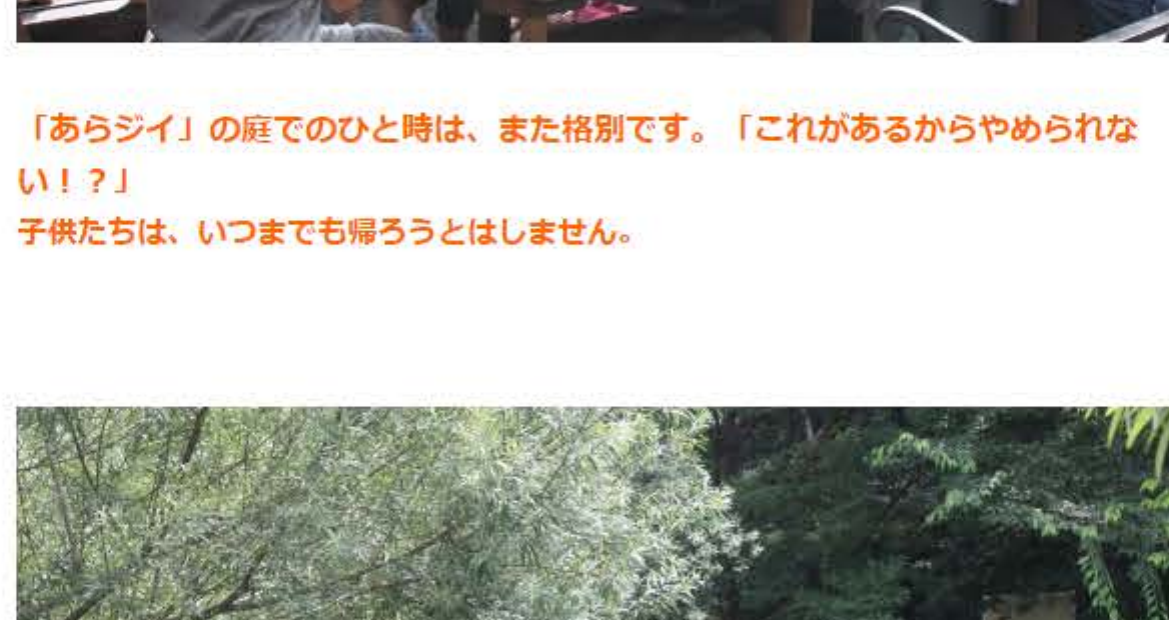 「あらジイ」の庭でのひと時は、また格別です。「これがあるからやめられな
い！？」
子供たちは、いつまでも帰ろうとはしません。